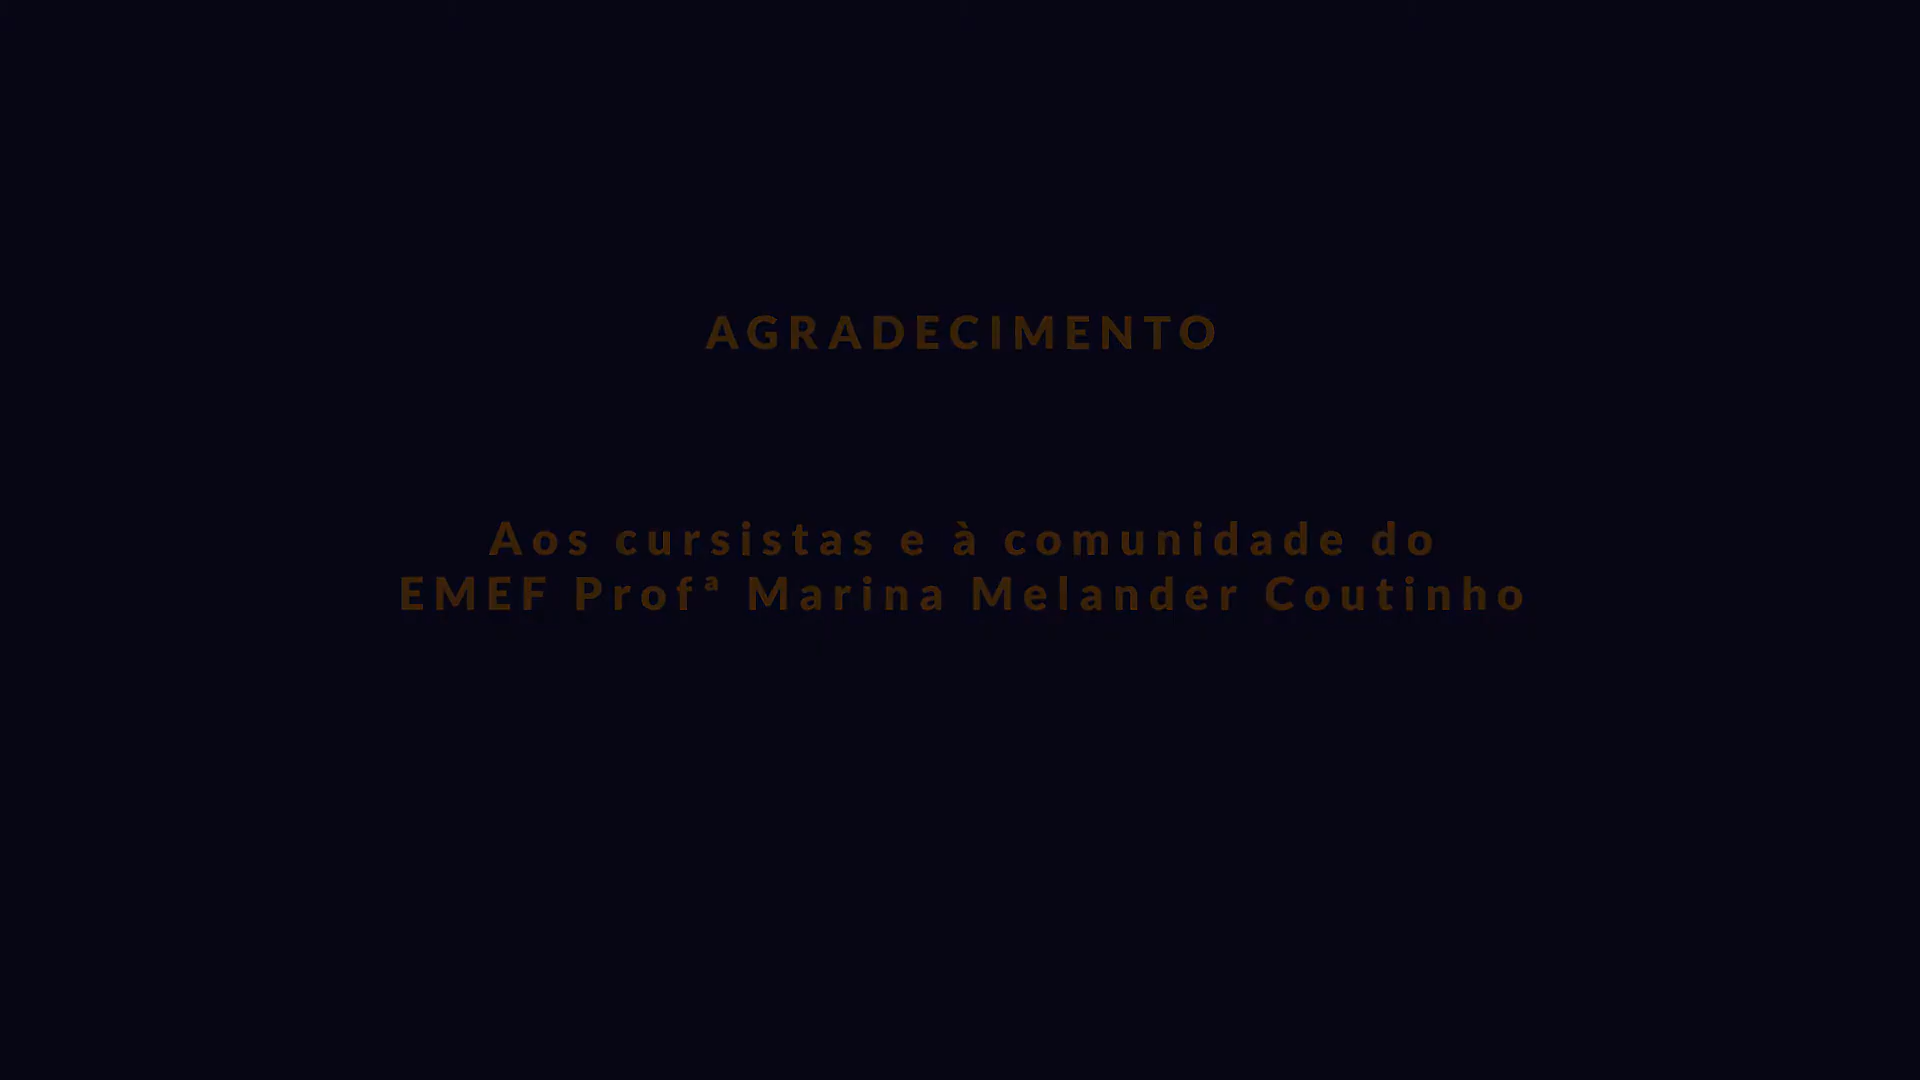 AGRADECIMENTO
Aos cursistas e à comunidade do
EMEF Profª Marina Melander Coutinho